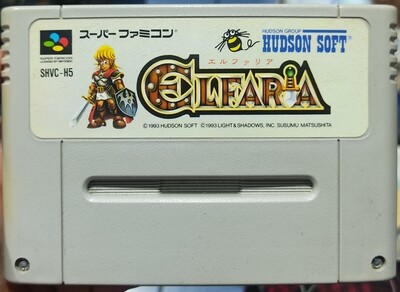 スーパーファミコン®
HUDSON GROUP
HUDSON SOFT®
SHVC-H5
エルファリア
ELFARIA
©1993 HUDSON SOFT ©1993 LIGHT&SHADOWS, INC. SUSUMU MATSUSHITA